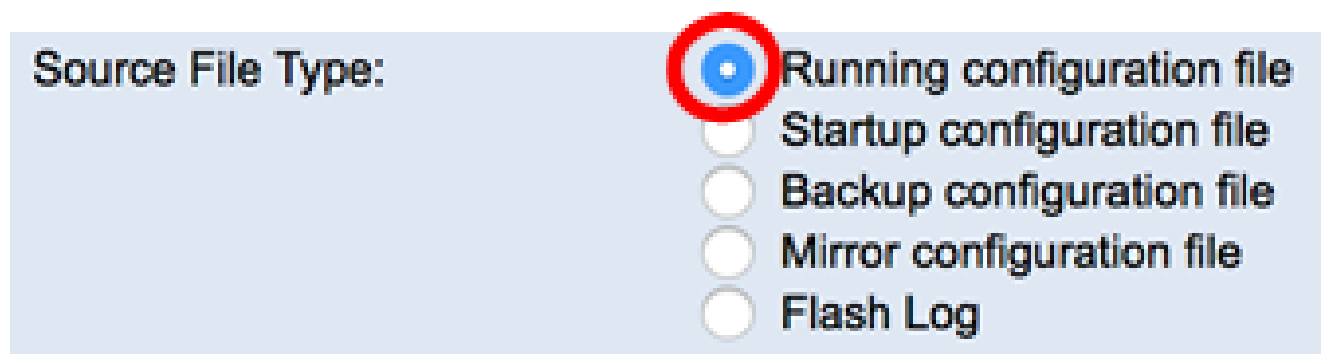 Source File Type: Running configuration file
Startup configuration file
Backup configuration file
Mirror configuration file
Flash Log